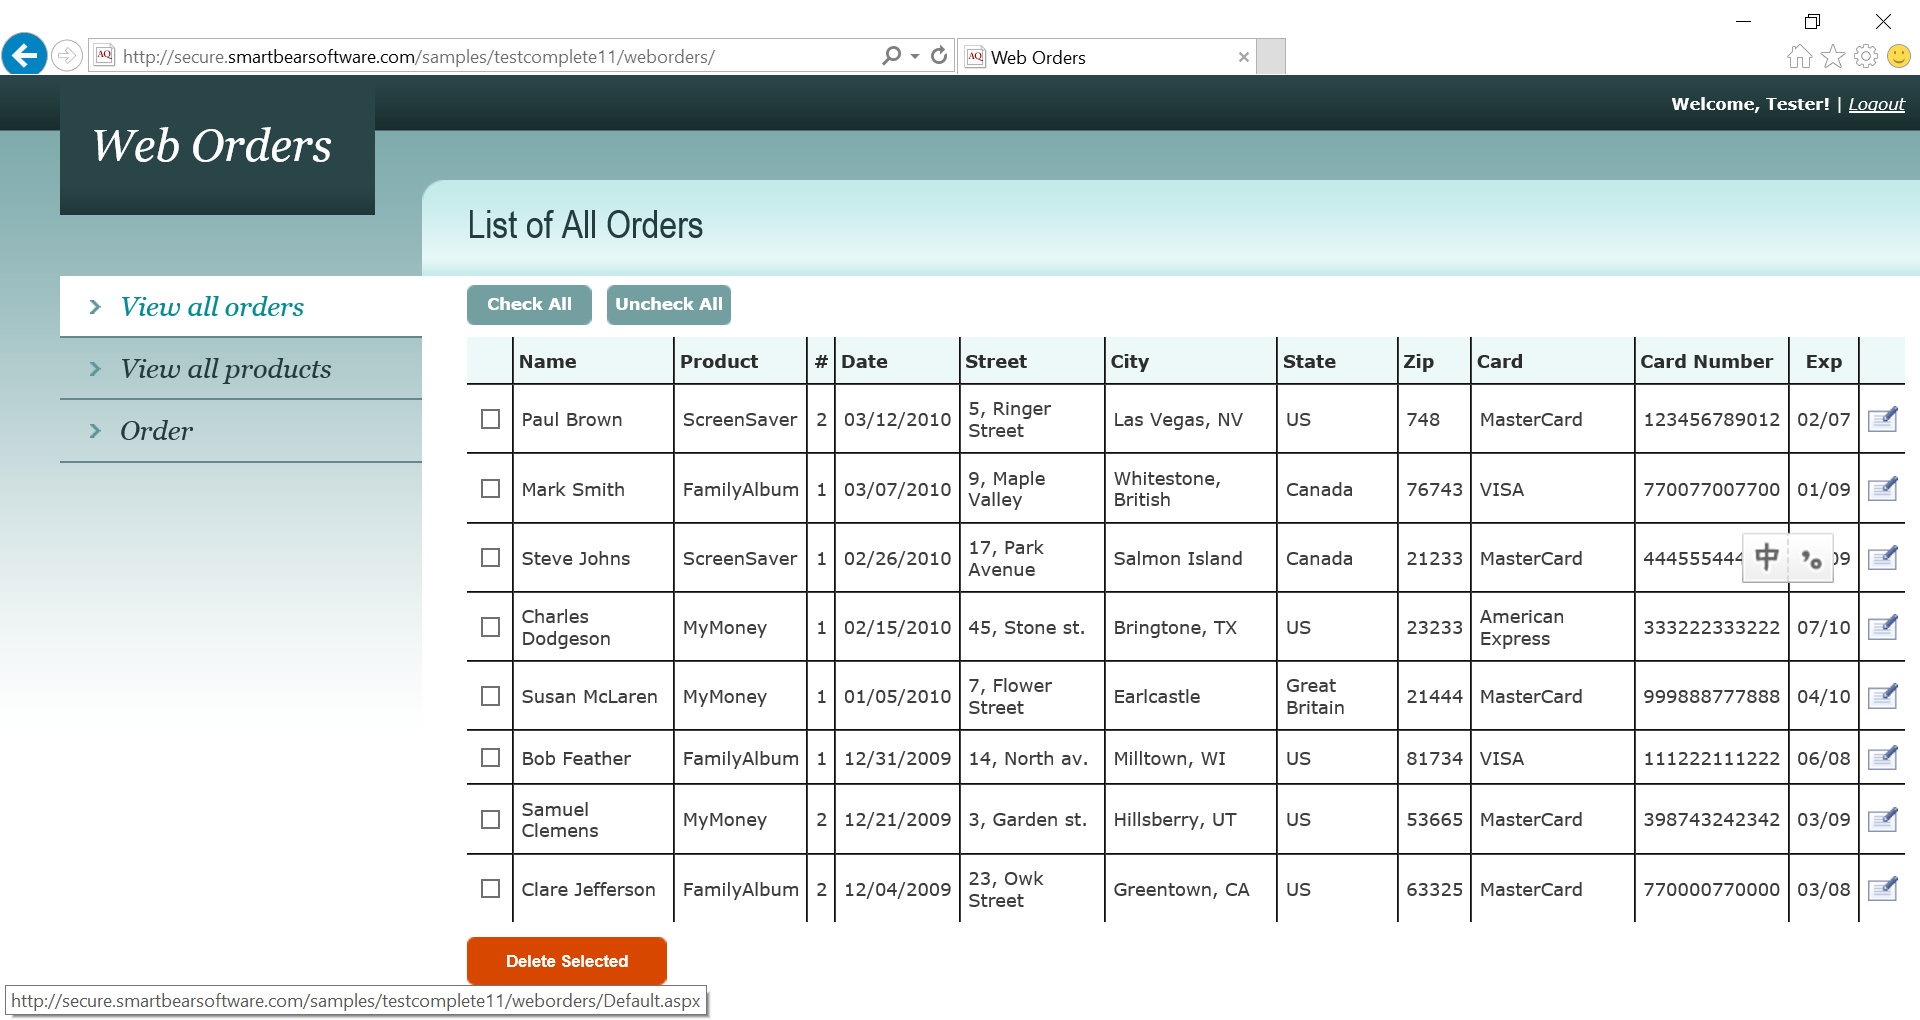 http://secure.smartbearsoftware.com/samples/testcomplete11/weborders/
Web Orders
Welcome, Tester! | Logout
Web Orders
List of All Orders
View all orders
View all products
Order
Check All Uncheck All
Name Product # Date Street City State Zip Card Card Number Exp
Paul Brown ScreenSaver 2 03/12/2010 5, Ringer Street Las Vegas, NV US 748 MasterCard 123456789012 02/07
Mark Smith FamilyAlbum 1 03/07/2010 9, Maple Valley Whitestone, British Canada 76743 VISA 770077007700 01/09
Steve Johns ScreenSaver 1 02/26/2010 17, Park Avenue Salmon Island Canada 21233 MasterCard 444555444 中 09
Charles Dodgeson MyMoney 1 02/15/2010 45, Stone st. Bringtone, TX US 23233 American Express 333222333222 07/10
Susan McLaren MyMoney 1 01/05/2010 7, Flower Street Earlcastle Great Britain 21444 MasterCard 999888777888 04/10
Bob Feather FamilyAlbum 1 12/31/2009 14, North av. Milltown, WI US 81734 VISA 111222111222 06/08
Samuel Clemens MyMoney 2 12/21/2009 3, Garden st. Hillsberry, UT US 53665 MasterCard 398743242342 03/09
Clare Jefferson FamilyAlbum 2 12/04/2009 23, Owk Street Greentown, CA US 63325 MasterCard 770000770000 03/08
Delete Selected
http://secure.smartbearsoftware.com/samples/testcomplete11/weborders/Default.aspx